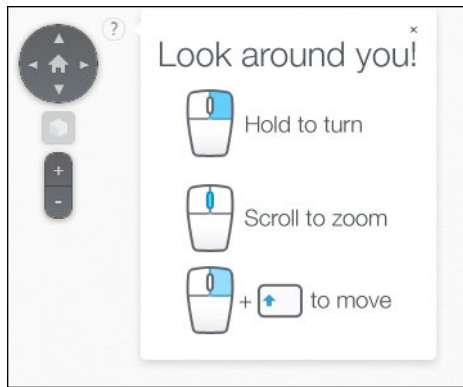 ?
×
Look around you!
Hold to turn
+
-
Scroll to zoom
+ to move